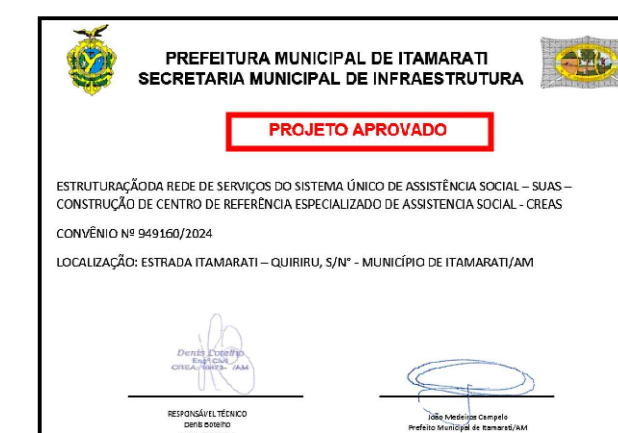 PREFEITURA MUNICIPAL DE ITAMARATI
SECRETARIA MUNICIPAL DE INFRAESTRUTURA
PROJETO APROVADO
ESTRUTURAÇÃODA REDE DE SERVIÇOS DO SISTEMA ÚNICO DE ASSISTÊNCIA SOCIAL – SUAS –
CONSTRUÇÃO DE CENTRO DE REFERÊNCIA ESPECIALIZADO DE ASSISTENCIA SOCIAL - CREAS
CONVÊNIO Nº 949160/2024
LOCALIZAÇÃO: ESTRADA ITAMARATI – QUIRIRU, S/N° - MUNICÍPIO DE ITAMARATI/AM
Denis Botelho
Engº Civil
RESPONSÁVEL TÉCNICO
Denis Botelho
João Medeiros Campelo
Prefeito Municipal de Itamarati/AM